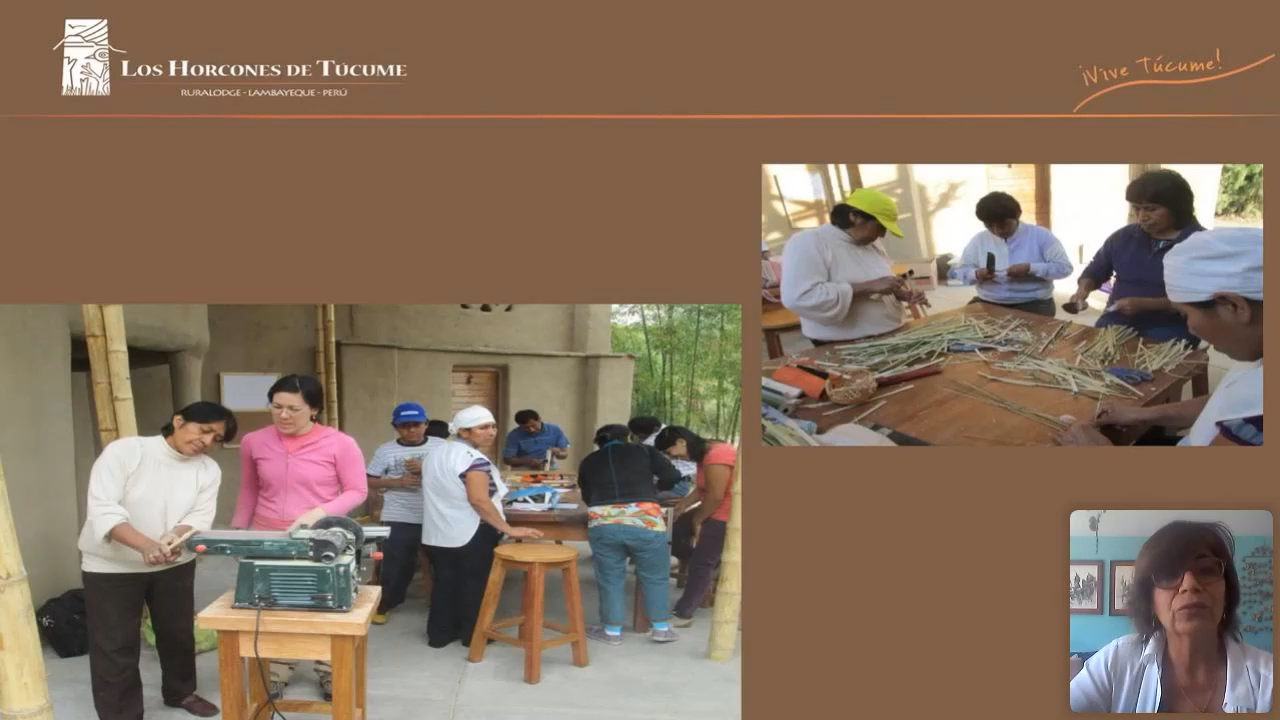 LOS HORCONES DE TÚCUME
RURALODGE - LAMBAYEQUE - PERÚ
¡Vive Túcume!